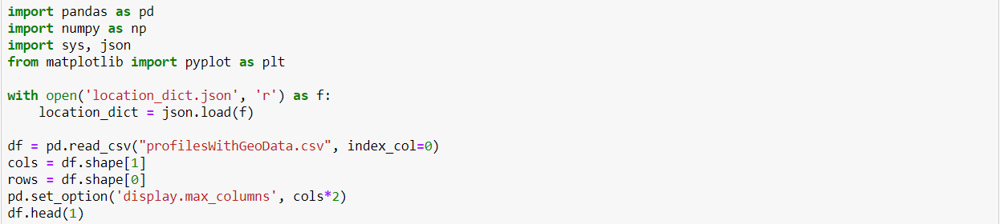 import pandas as pd
import numpy as np
import sys, json
from matplotlib import pyplot as plt

with open('location_dict.json', 'r') as f:
    location_dict = json.load(f)

df = pd.read_csv("profilesWithGeoData.csv", index_col=0)
cols = df.shape[1]
rows = df.shape[0]
pd.set_option('display.max_columns', cols*2)
df.head(1)